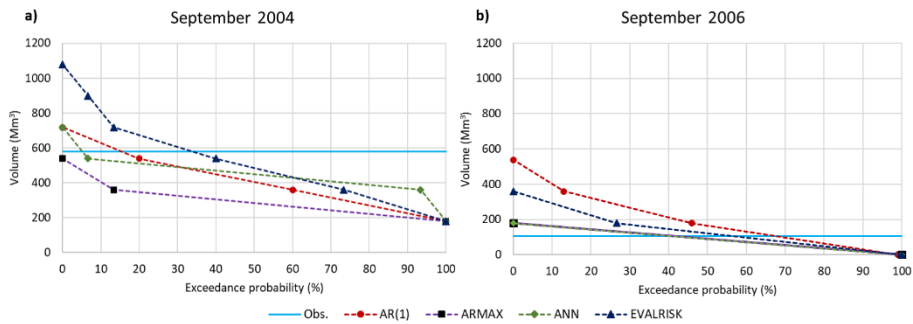 a) September 2004
1200
1000
800
600
400
200
0
Volume (Mm³)
0 10 20 30 40 50 60 70 80 90 100
Exceedance probability (%)
b) September 2006
1200
1000
800
600
400
200
0
Volume (Mm³)
0 10 20 30 40 50 60 70 80 90 100
Exceedance probability (%)
Obs. AR(1) ARMAX ANN EVALRISK